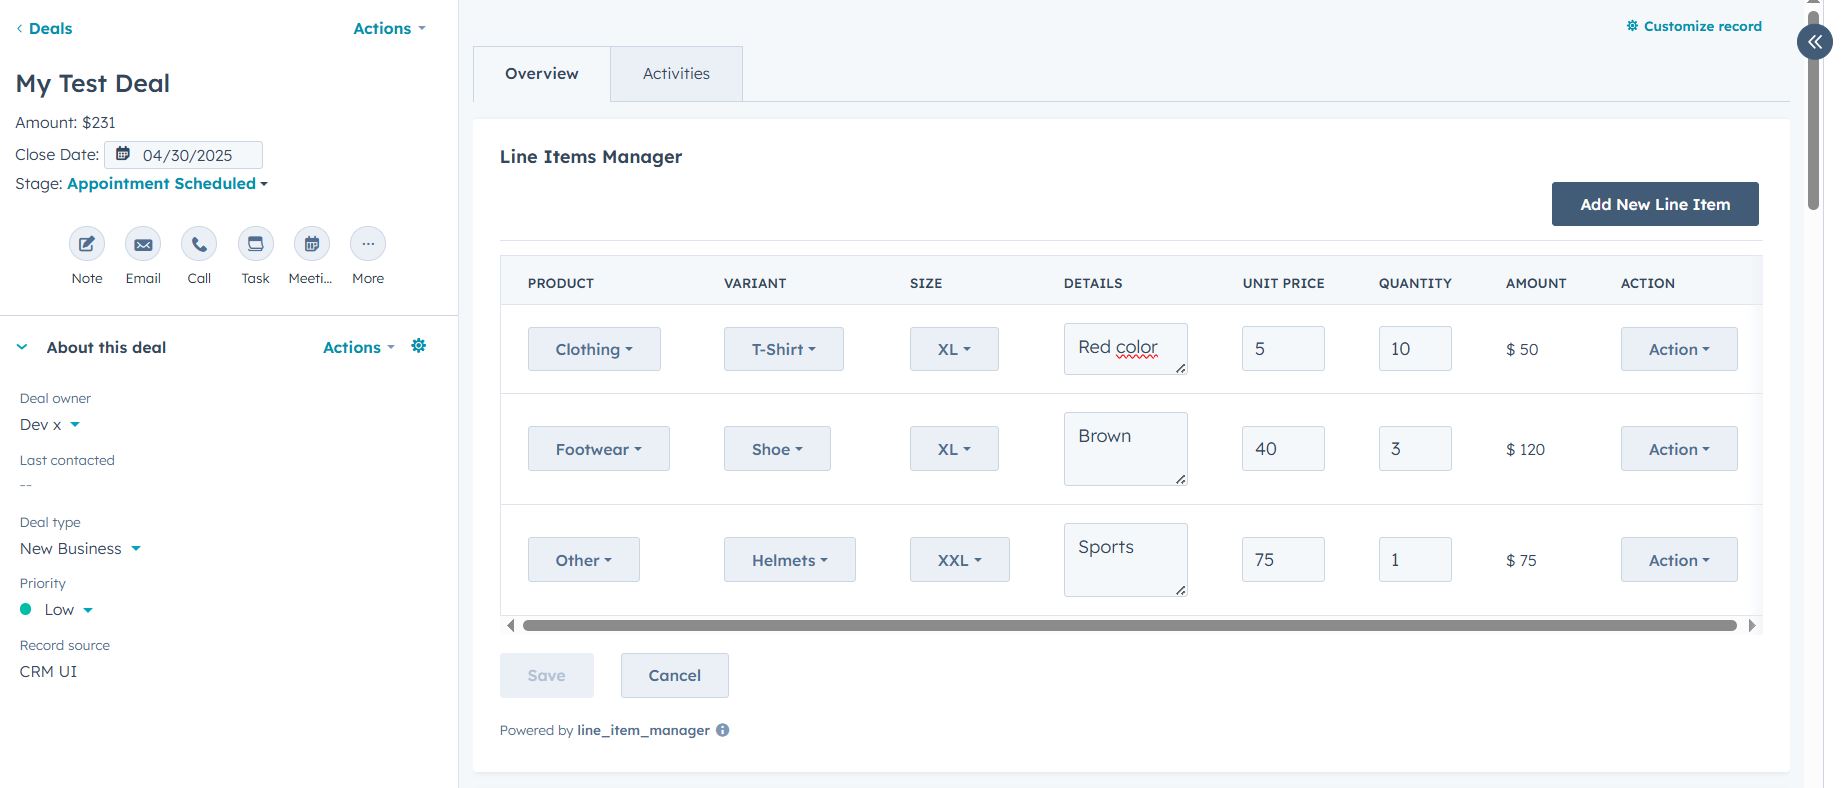 Deals
Actions
My Test Deal
Amount: $231
Close Date: 04/30/2025
Stage: Appointment Scheduled
Note Email Call Task Meeti... More
About this deal
Actions
Deal owner
Dev x
Last contacted
--
Deal type
New Business
Priority
Low
Record source
CRM UI
Customize record
Overview Activities
Line Items Manager
Add New Line Item
PRODUCT VARIANT SIZE DETAILS UNIT PRICE QUANTITY AMOUNT ACTION
Clothing T-Shirt XL Red color 5 10 $ 50 Action
Footwear Shoe XL Brown 40 3 $ 120 Action
Other Helmets XXL Sports 75 1 $ 75 Action
Save Cancel
Powered by line_item_manager